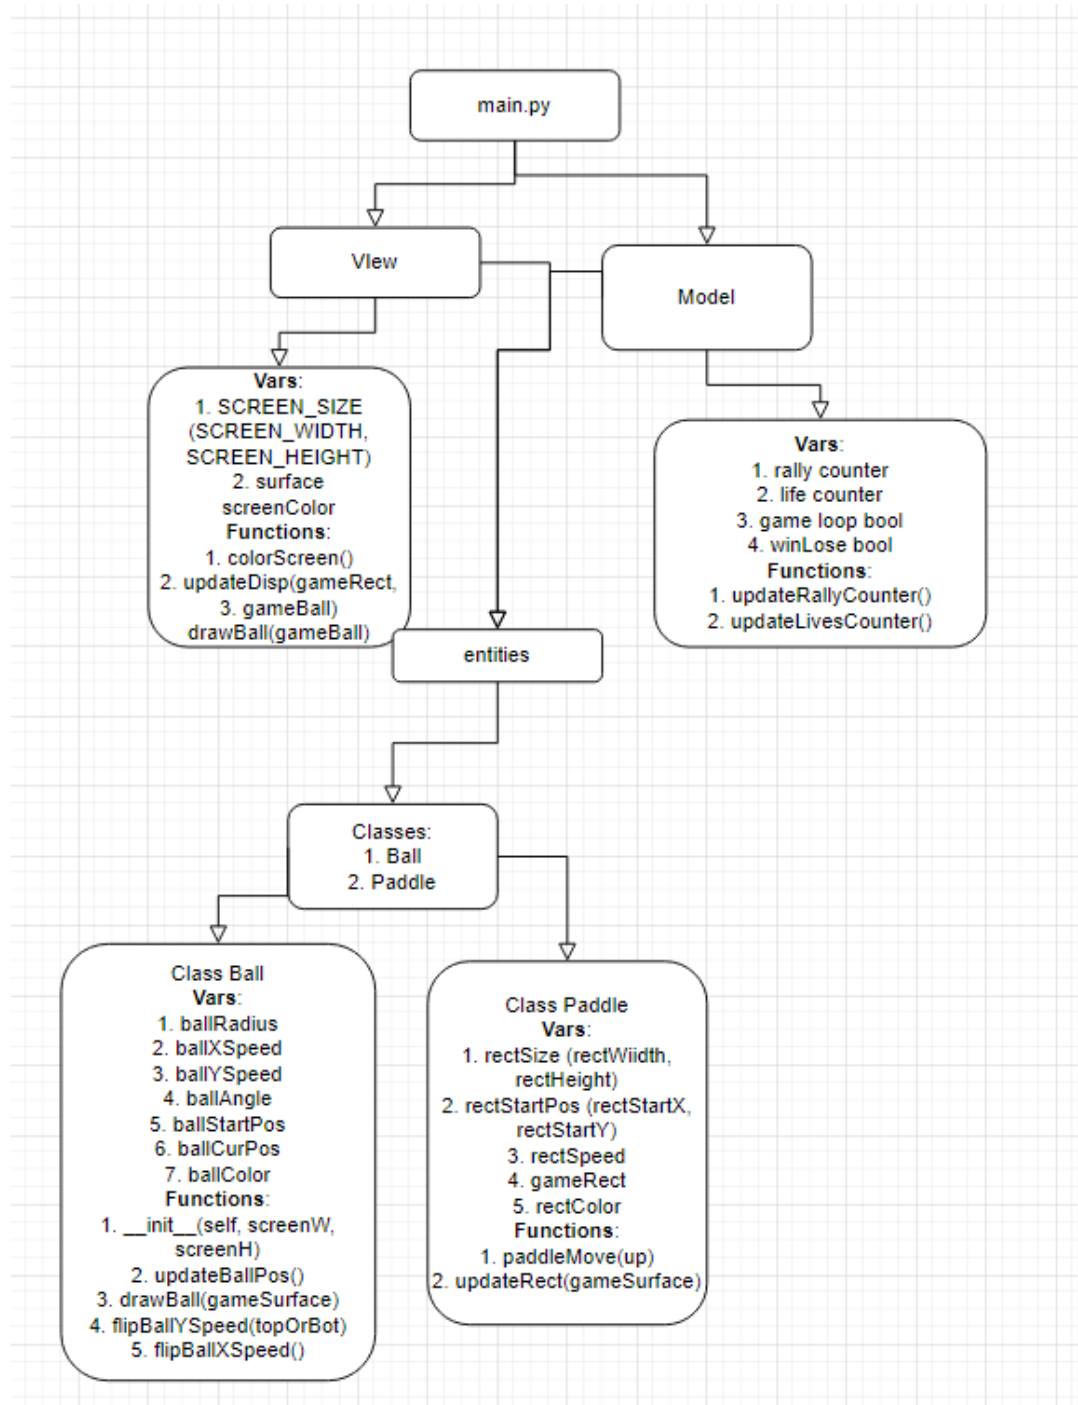 main.py
VIew
Model
Vars:
1. SCREEN_SIZE
(SCREEN_WIDTH,
SCREEN_HEIGHT)
2. surface
screenColor
Functions:
1. colorScreen()
2. updateDisp(gameRect,
3. gameBall)
drawBall(gameBall)
Vars:
1. rally counter
2. life counter
3. game loop bool
4. winLose bool
Functions:
1. updateRallyCounter()
2. updateLivesCounter()
entities
Classes:
1. Ball
2. Paddle
Class Ball
Vars:
1. ballRadius
2. ballXSpeed
3. ballYSpeed
4. ballAngle
5. ballStartPos
6. ballCurPos
7. ballColor
Functions:
1. __init__(self, screenW,
screenH)
2. updateBallPos()
3. drawBall(gameSurface)
4. flipBallYSpeed(topOrBot)
5. flipBallXSpeed()
Class Paddle
Vars:
1. rectSize (rectWiidth,
rectHeight)
2. rectStartPos (rectStartX,
rectStartY)
3. rectSpeed
4. gameRect
5. rectColor
Functions:
1. paddleMove(up)
2. updateRect(gameSurface)